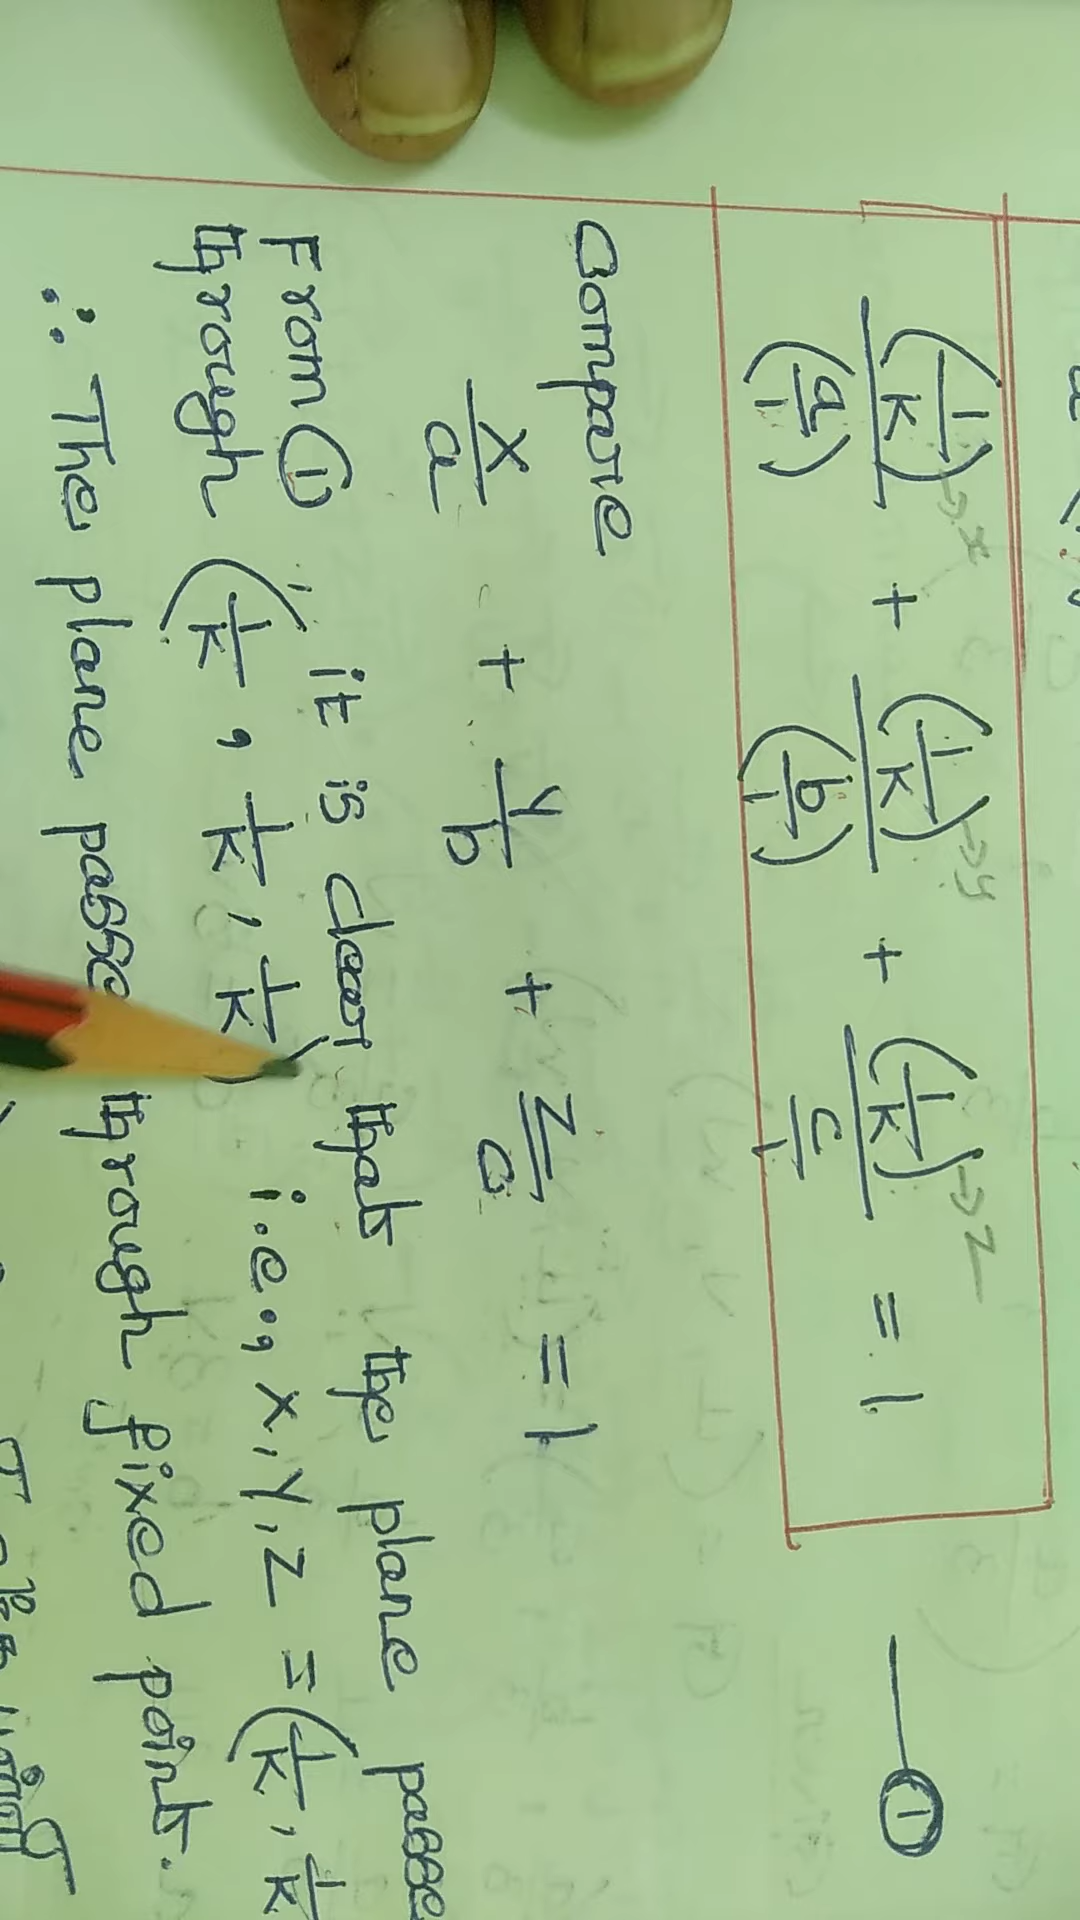 (1/K)→x / (a/1) + (1/K)→y / (b/1) + (1/K)→z / c/1 = 1. — ①
compare
x/a + y/b + z/c = 1.
From ①, it is clear that the plane passe
through (1/K, 1/K, 1/K) i.e., x, y, z = (1/K, 1/K
∴ The plane passe through fixed point.